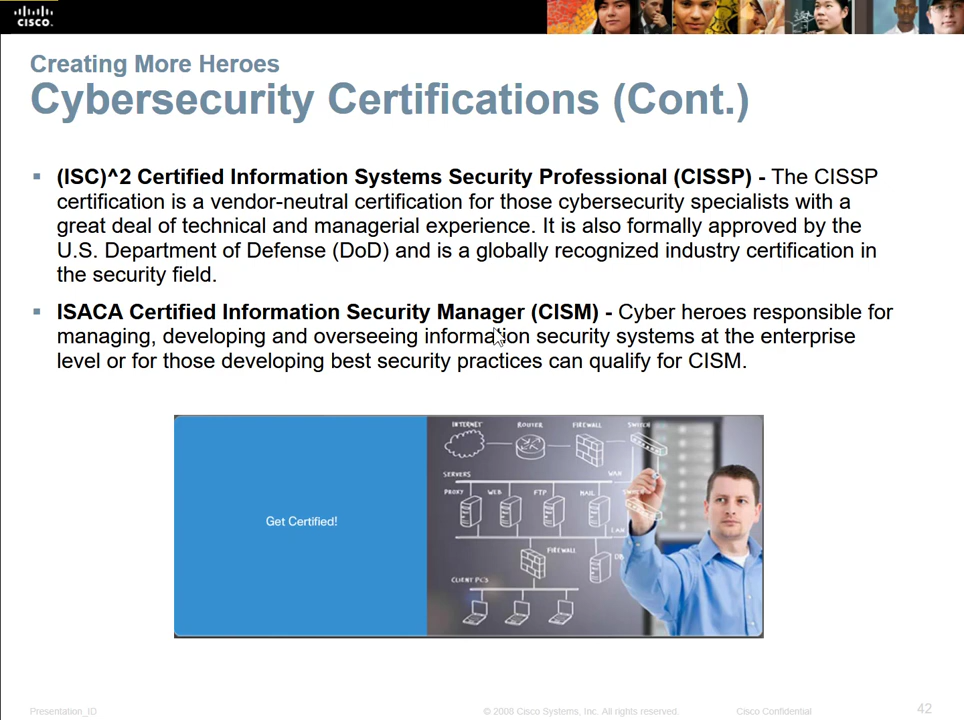 CISCO
Creating More Heroes
Cybersecurity Certifications (Cont.)
(ISC)^2 Certified Information Systems Security Professional (CISSP) - The CISSP
certification is a vendor-neutral certification for those cybersecurity specialists with a
great deal of technical and managerial experience. It is also formally approved by the
U.S. Department of Defense (DoD) and is a globally recognized industry certification in
the security field.
ISACA Certified Information Security Manager (CISM) - Cyber heroes responsible for
managing, developing and overseeing information security systems at the enterprise
level or for those developing best security practices can qualify for CISM.
Get Certified!
INTERNET ROUTER FIREWALL SWITCH
SERVERS WAN
PROXY WEB FTP MAIL SWITCH
LAN
FIREWALL DB
CLIENT PCS
Presentation_ID © 2008 Cisco Systems, Inc. All rights reserved. Cisco Confidential 42